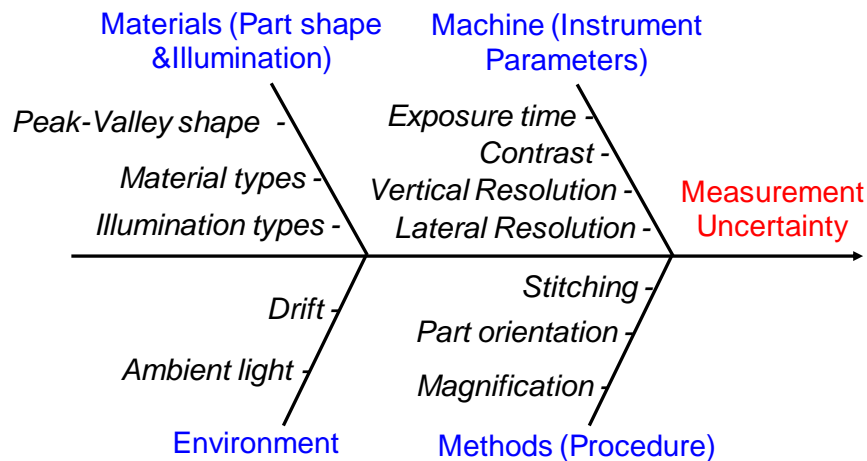 Materials (Part shape
&Illumination)
Machine (Instrument
Parameters)
Peak-Valley shape -
Material types -
Illumination types -
Exposure time -
Contrast -
Vertical Resolution -
Lateral Resolution -
Measurement
Uncertainty
Drift -
Ambient light -
Stitching -
Part orientation -
Magnification -
Environment
Methods (Procedure)